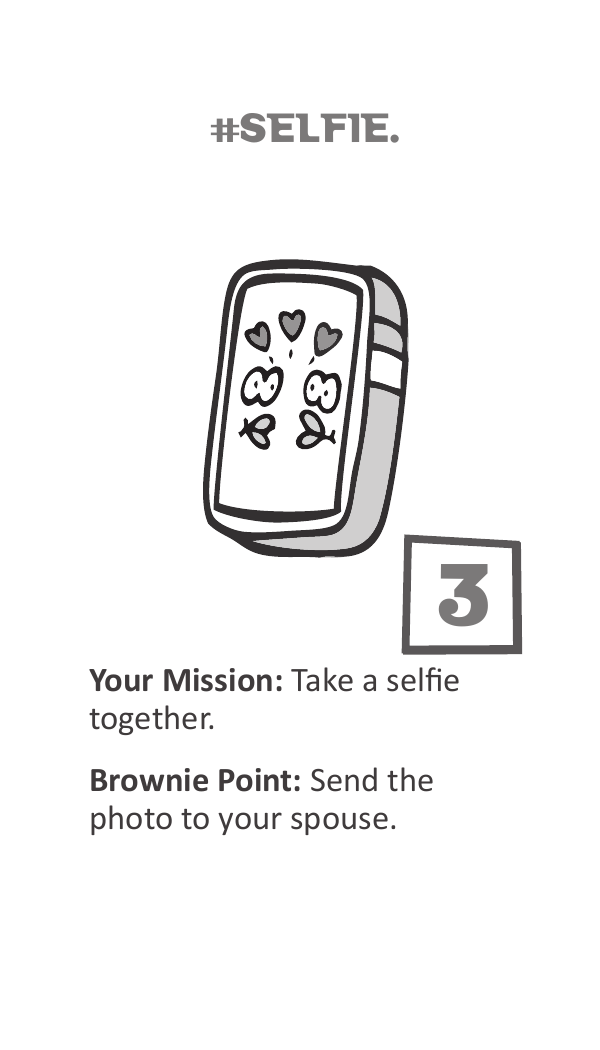 #SELFIE.
3
Your Mission: Take a selfie
together.
Brownie Point: Send the
photo to your spouse.